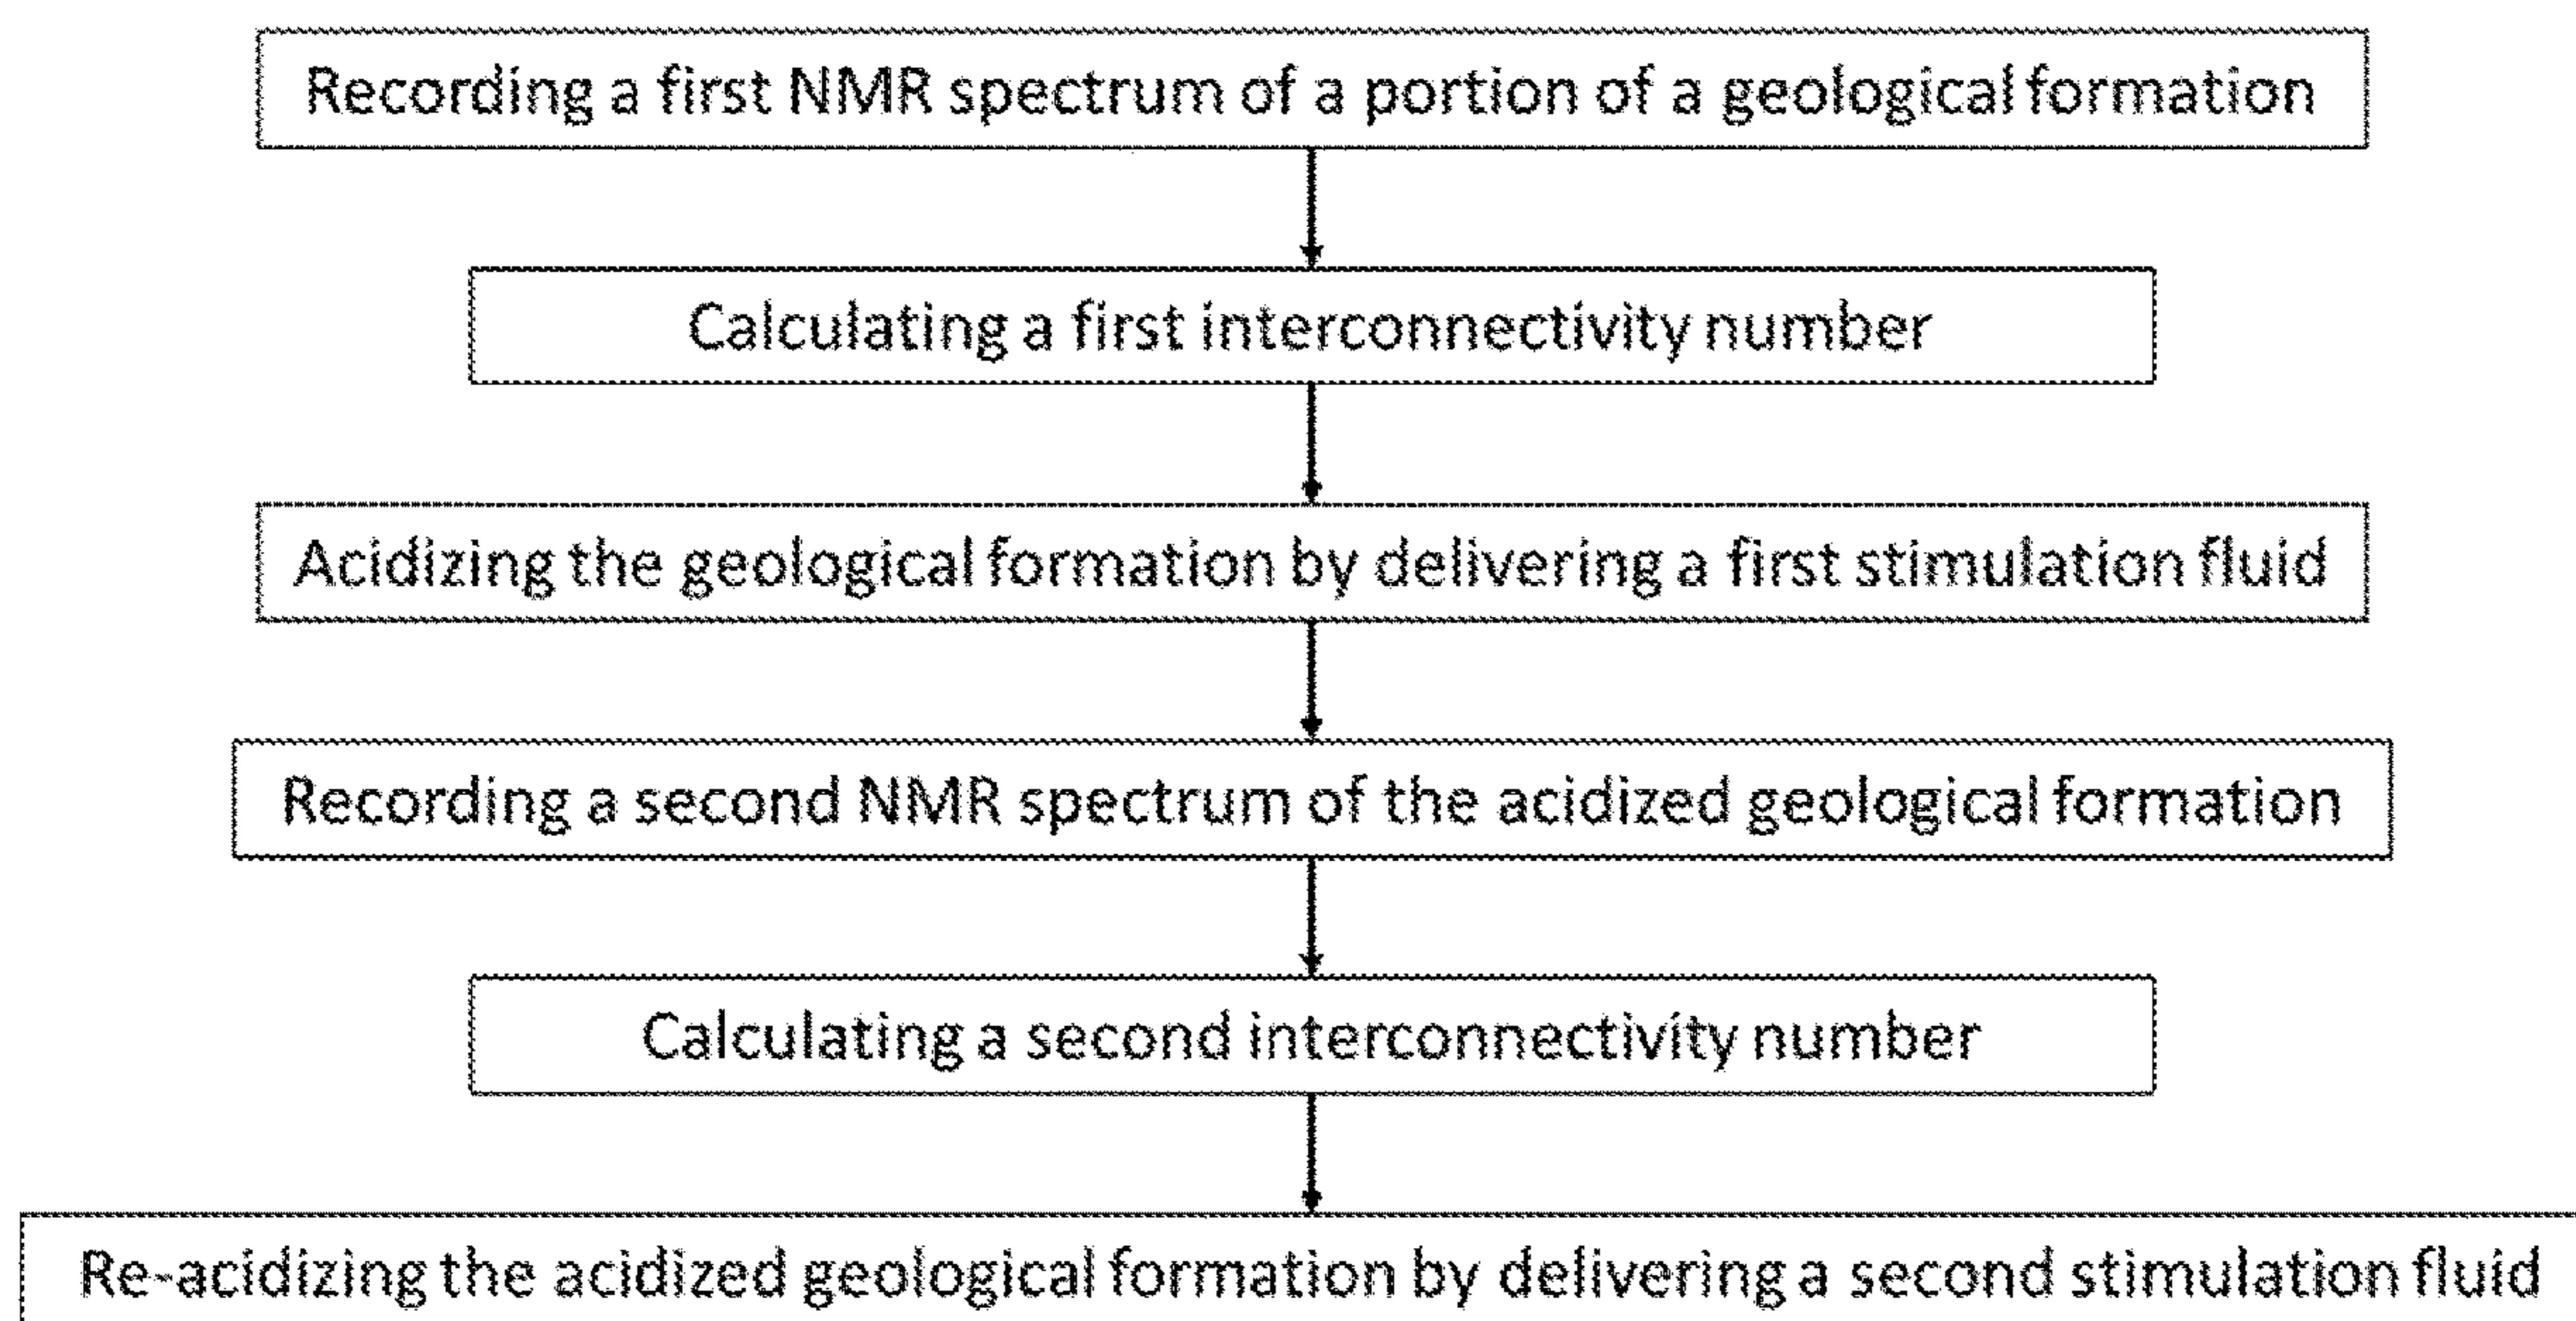 Recording a first NMR spectrum of a portion of a geological formation
Calculating a first interconnectivity number
Acidizing the geological formation by delivering a first stimulation fluid
Recording a second NMR spectrum of the acidized geological formation
Calculating a second interconnectivity number
Re-acidizing the acidized geological formation by delivering a second stimulation fluid